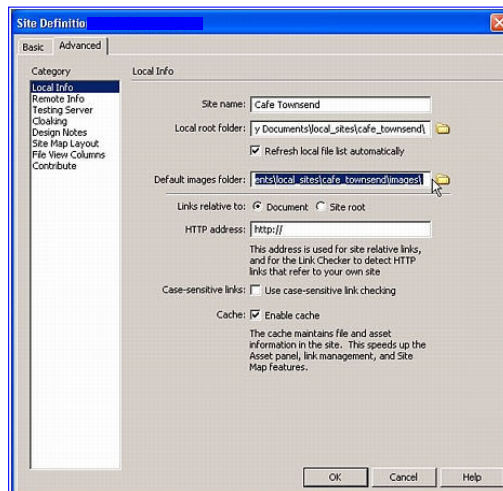 Site Definitio
Basic Advanced
Category
Local Info
Remote Info
Testing Server
Cloaking
Design Notes
Site Map Layout
File View Columns
Contribute
Local Info
Site name: Cafe Townsend
Local root folder: y Documents\local_sites\cafe_townsend\
Refresh local file list automatically
Default images folder: ents\local_sites\cafe_townsend\images\
Links relative to: Document Site root
HTTP address: http://
This address is used for site relative links,
and for the Link Checker to detect HTTP
links that refer to your own site
Case-sensitive links: Use case-sensitive link checking
Cache: Enable cache
The cache maintains file and asset
information in the site. This speeds up the
Asset panel, link management, and Site
Map features.
OK Cancel Help